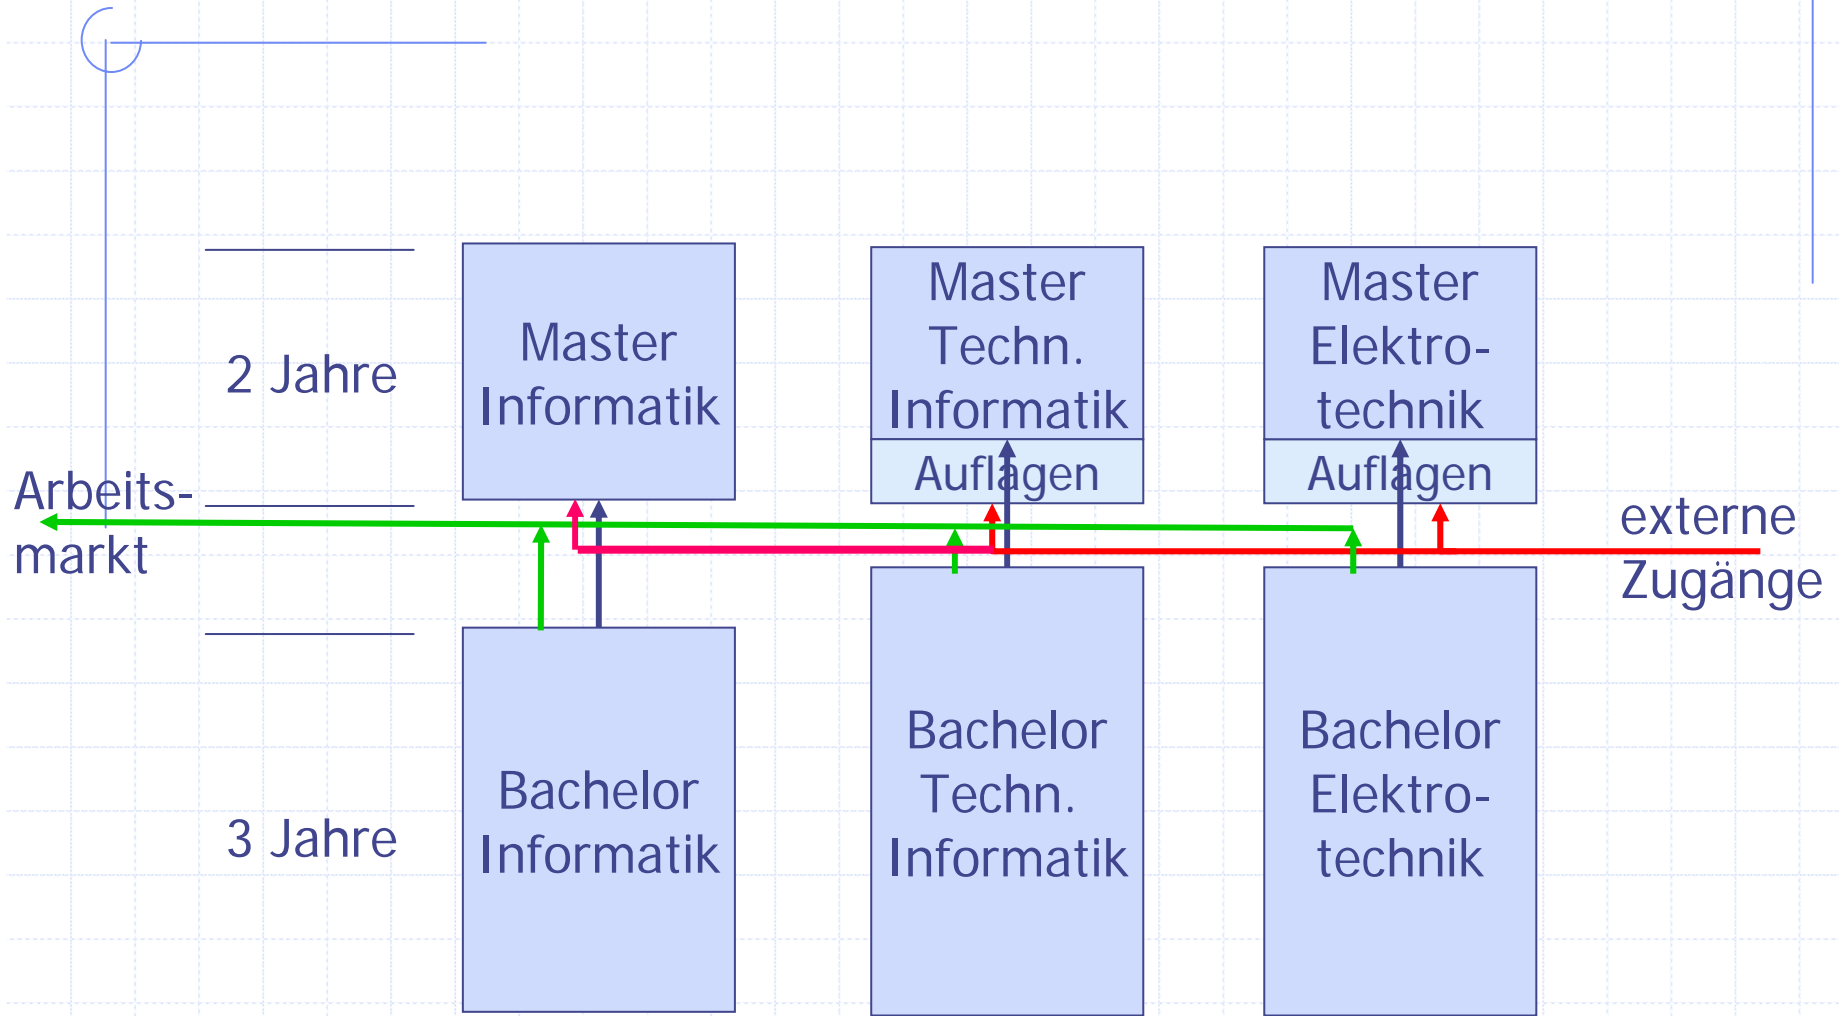 2 Jahre
Master
Informatik
Master
Techn.
Informatik
Auflagen
Master
Elektro-
technik
Auflagen
Arbeits-
markt
externe
Zugänge
3 Jahre
Bachelor
Informatik
Bachelor
Techn.
Informatik
Bachelor
Elektro-
technik